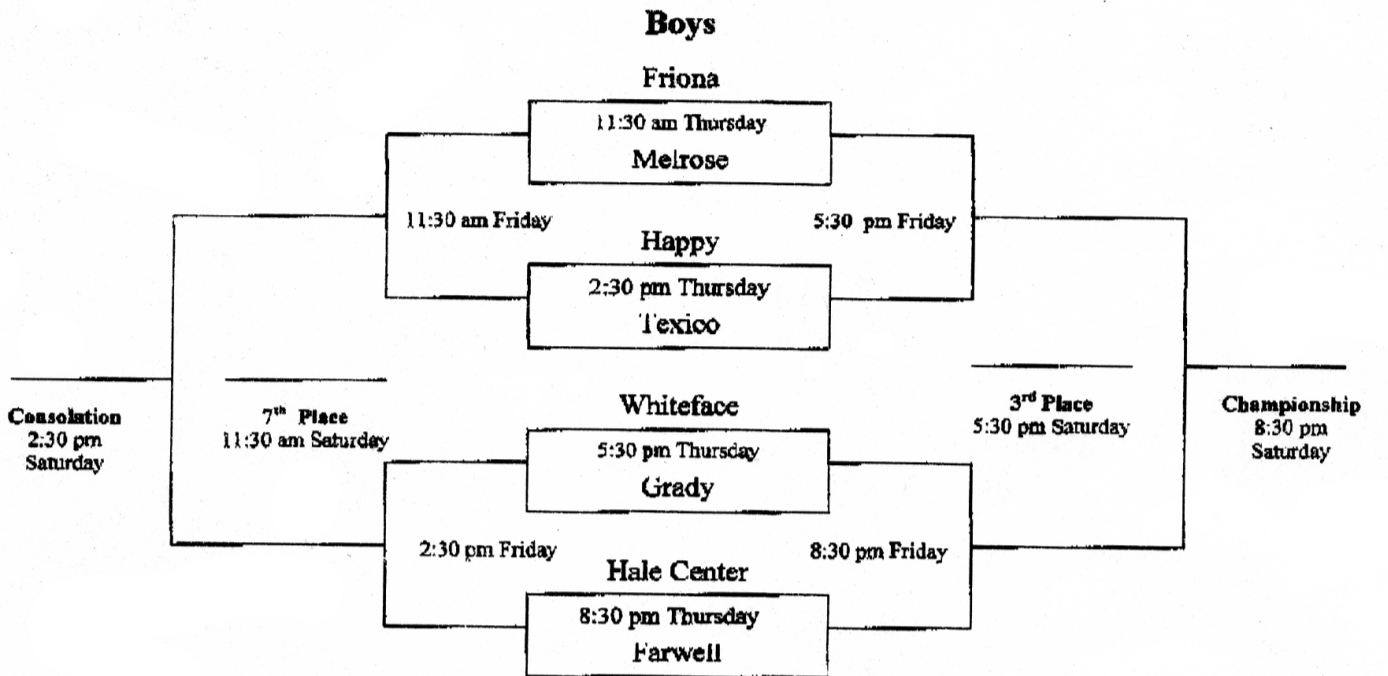 Boys
Friona
11:30 am Thursday
Melrose
11:30 am Friday
5:30 pm Friday
Happy
2:30 pm Thursday
Texico
Consolation
2:30 pm
Saturday
7th Place
11:30 am Saturday
Whiteface
5:30 pm Thursday
Grady
3rd Place
5:30 pm Saturday
Championship
8:30 pm
Saturday
2:30 pm Friday
8:30 pm Friday
Hale Center
8:30 pm Thursday
Farwell